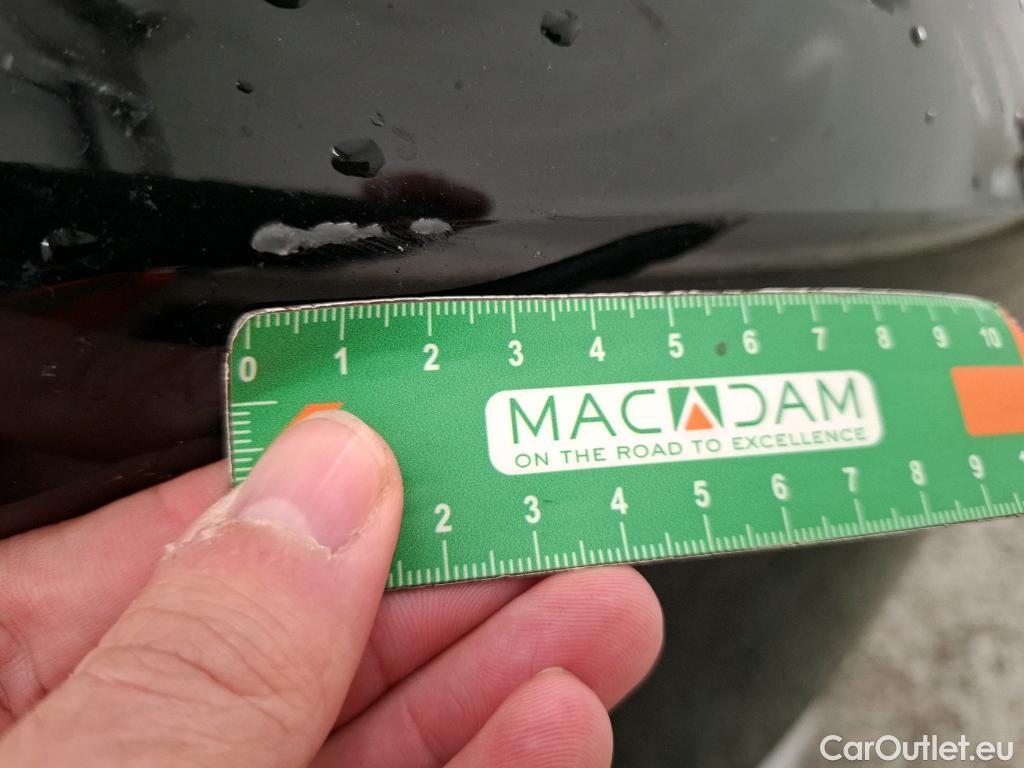 0 1 2 3 4 5 6 7 8 9 10
MACADAM
ON THE ROAD TO EXCELLENCE
2 3 4 5 6 7 8 9
CarOutlet.eu